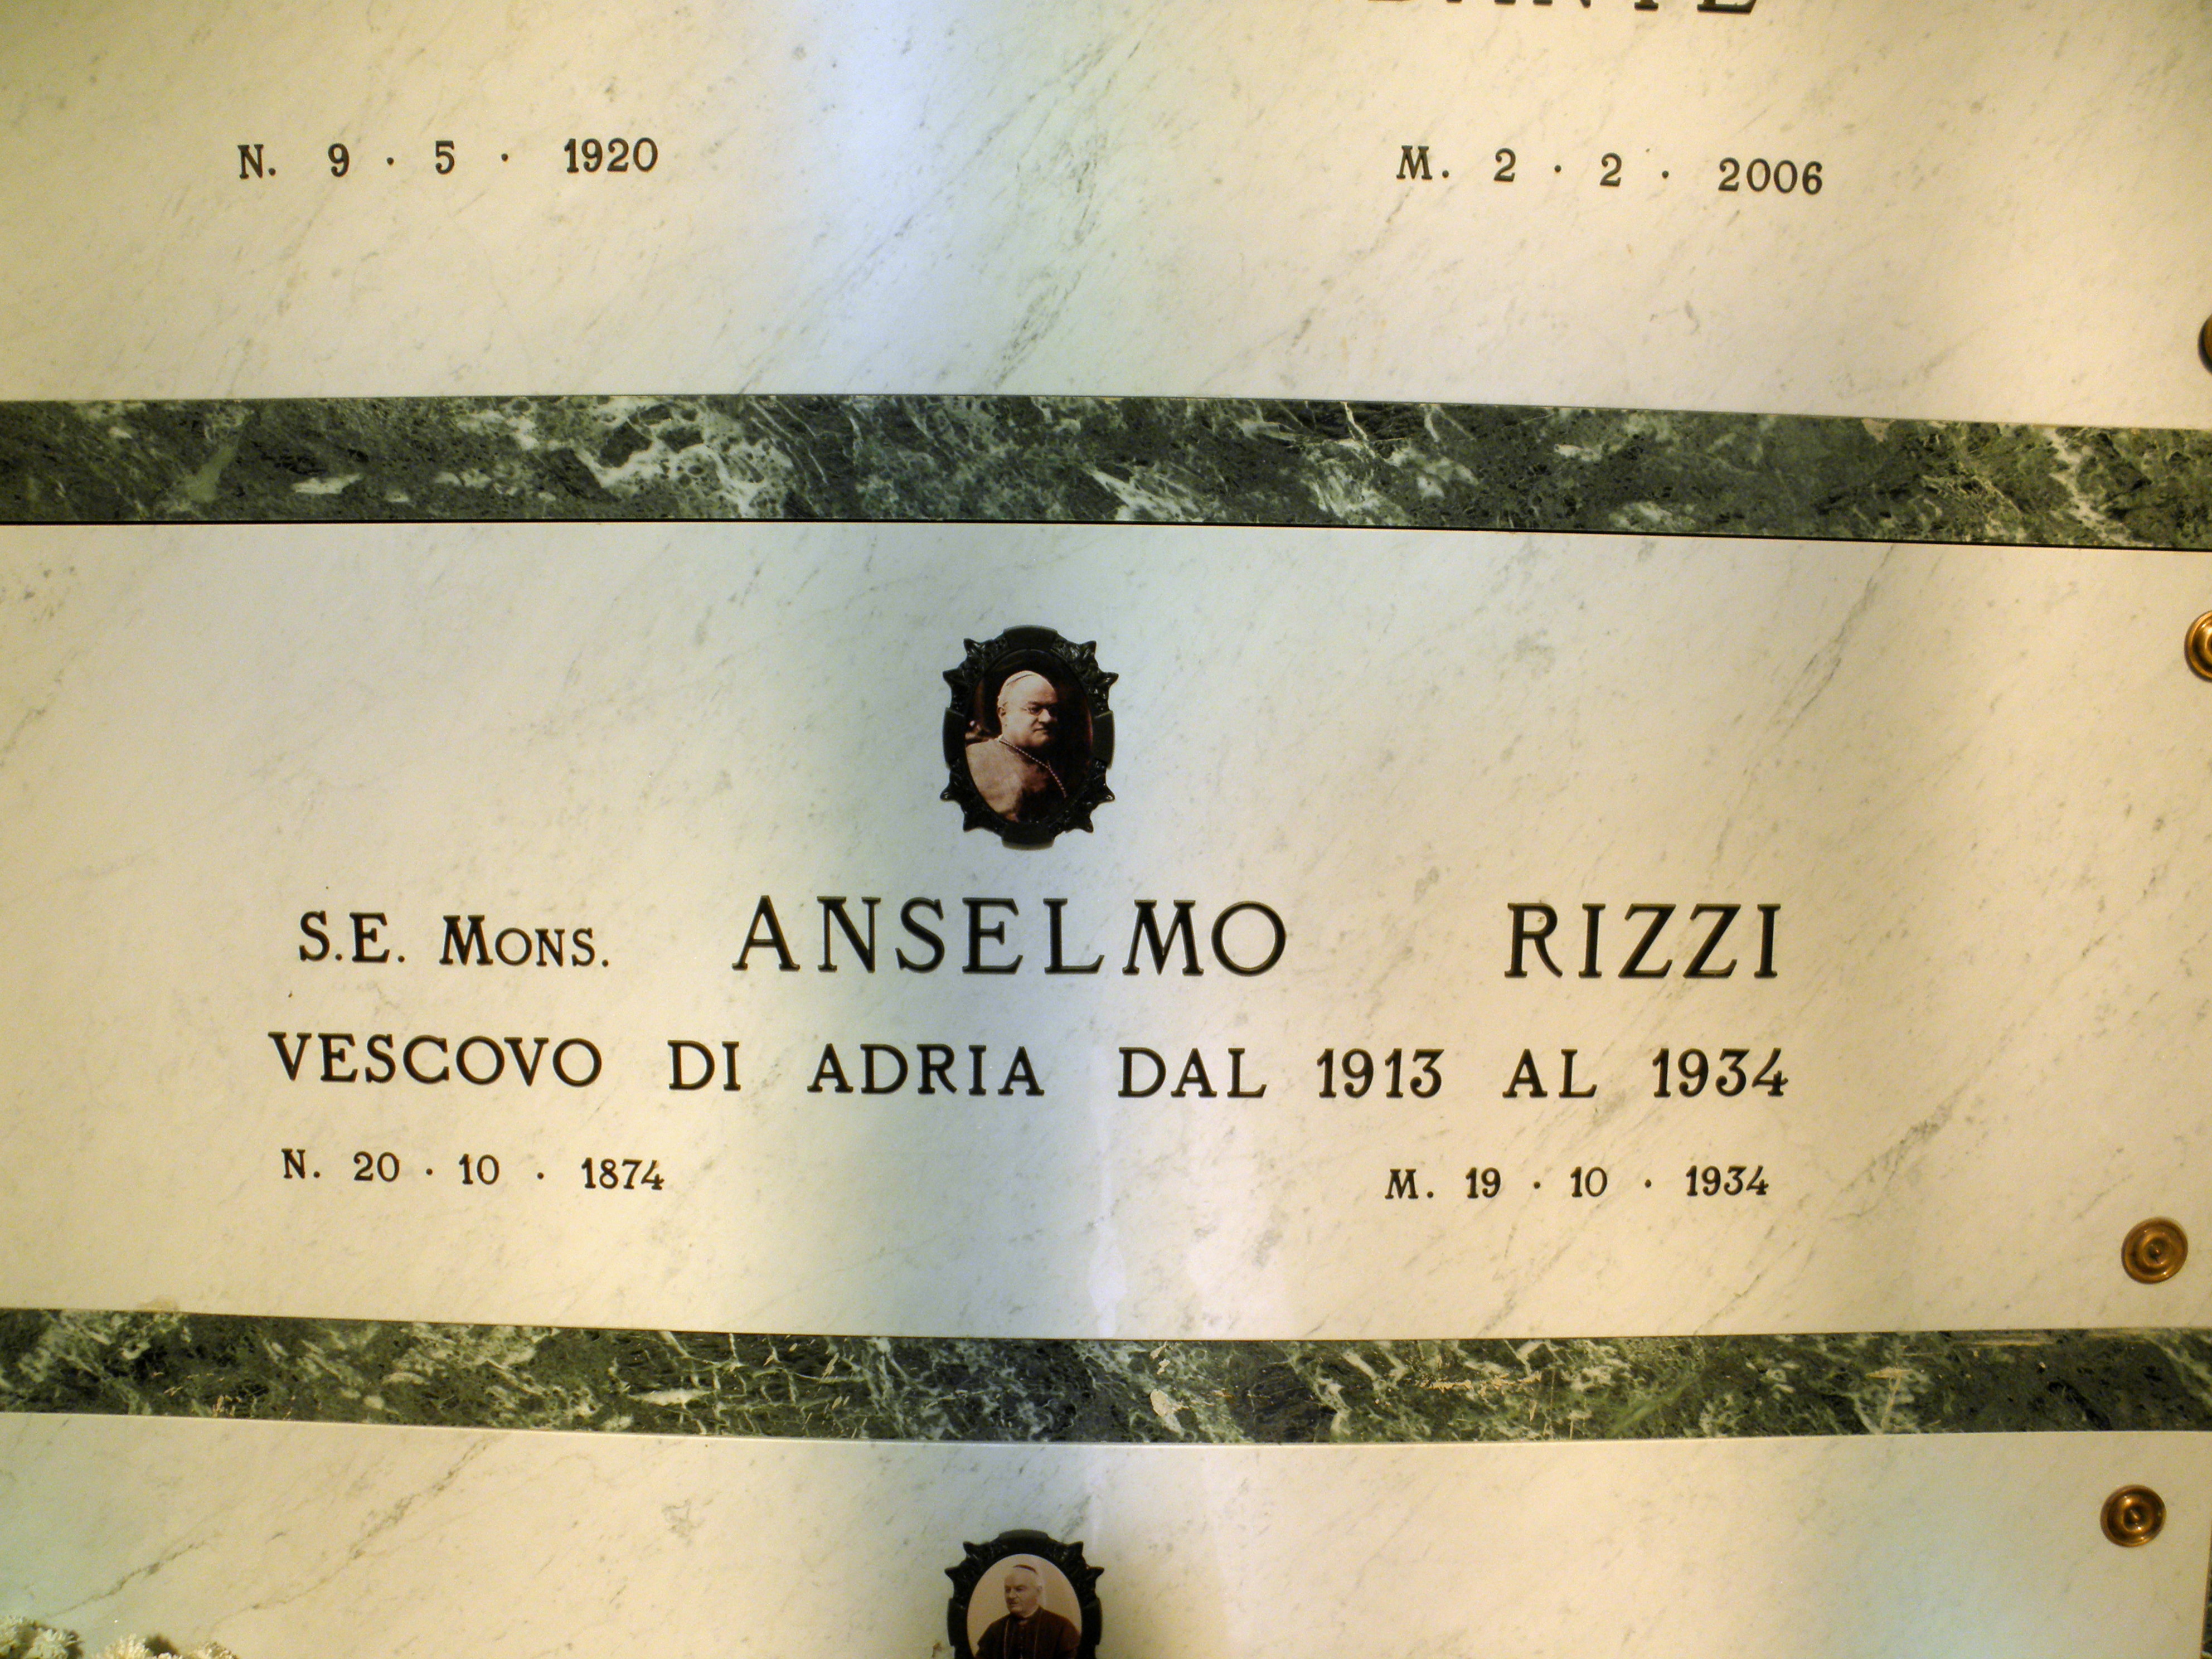 N. 9 · 5 · 1920 M. 2 · 2 · 2006
S.E. MONS. ANSELMO RIZZI
VESCOVO DI ADRIA DAL 1913 AL 1934
N. 20 · 10 · 1874 M. 19 · 10 · 1934